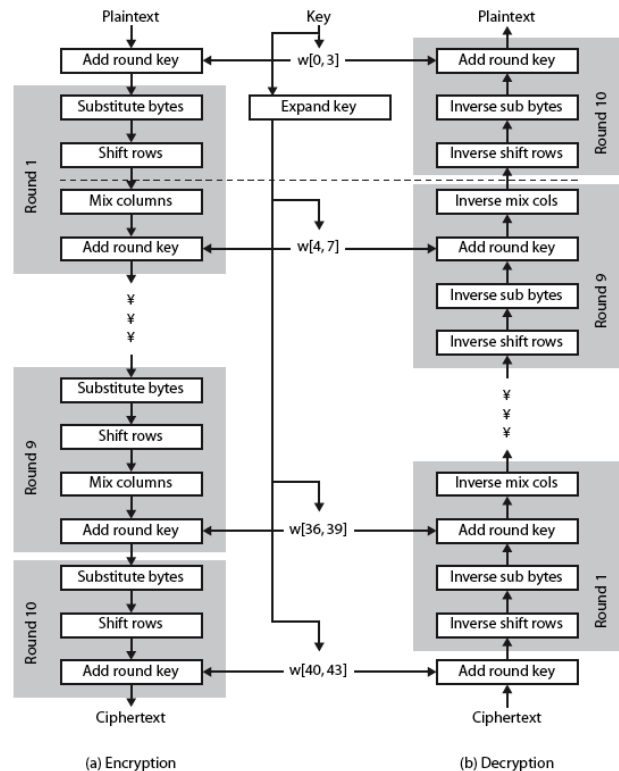 Plaintext
Add round key
Round 1
Substitute bytes
Shift rows
Mix columns
Add round key
¥
¥
¥
Round 9
Substitute bytes
Shift rows
Mix columns
Add round key
Round 10
Substitute bytes
Shift rows
Add round key
Ciphertext
(a) Encryption
Key
w[0, 3]
Expand key
w[4, 7]
w[36, 39]
w[40, 43]
Plaintext
Add round key
Inverse sub bytes
Inverse shift rows
Round 10
Inverse mix cols
Add round key
Inverse sub bytes
Inverse shift rows
Round 9
¥
¥
¥
Inverse mix cols
Add round key
Inverse sub bytes
Inverse shift rows
Round 1
Add round key
Ciphertext
(b) Decryption